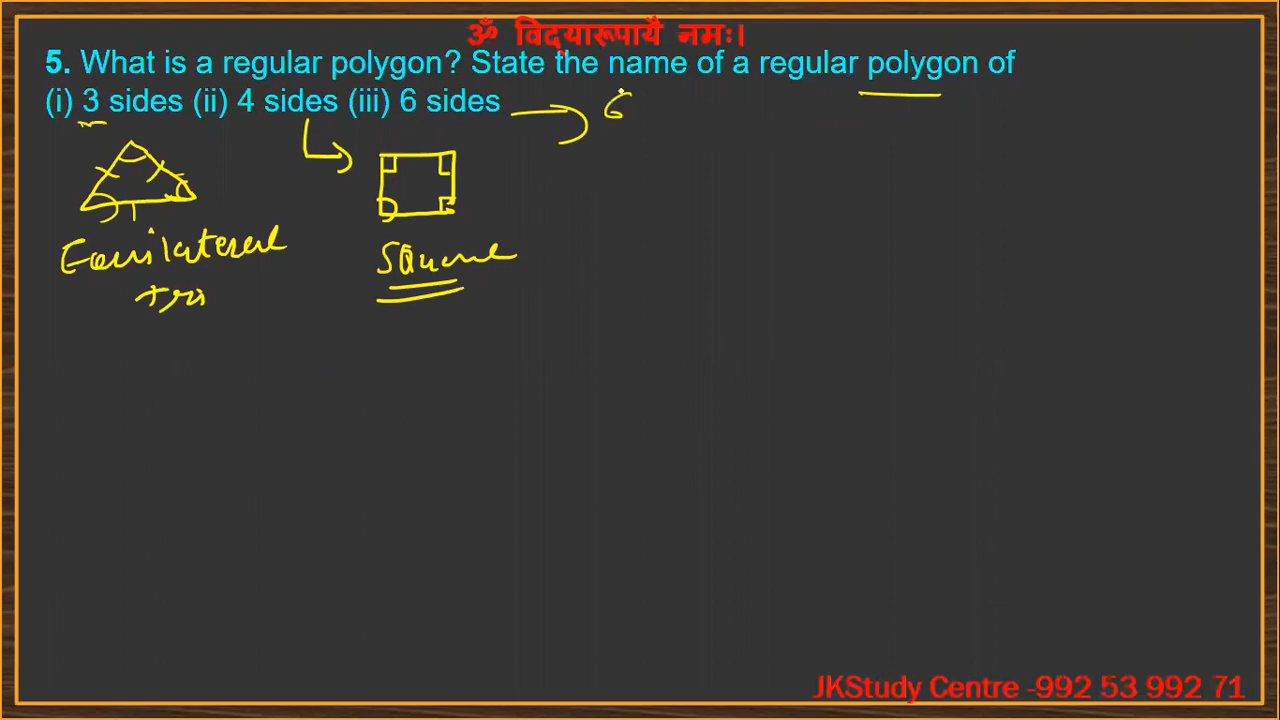 ॐ विद्यारूपायै नमः।
5. What is a regular polygon? State the name of a regular polygon of
(i) 3 sides (ii) 4 sides (iii) 6 sides
6
Equilateral
tri
Square
JKStudy Centre -992 53 992 71